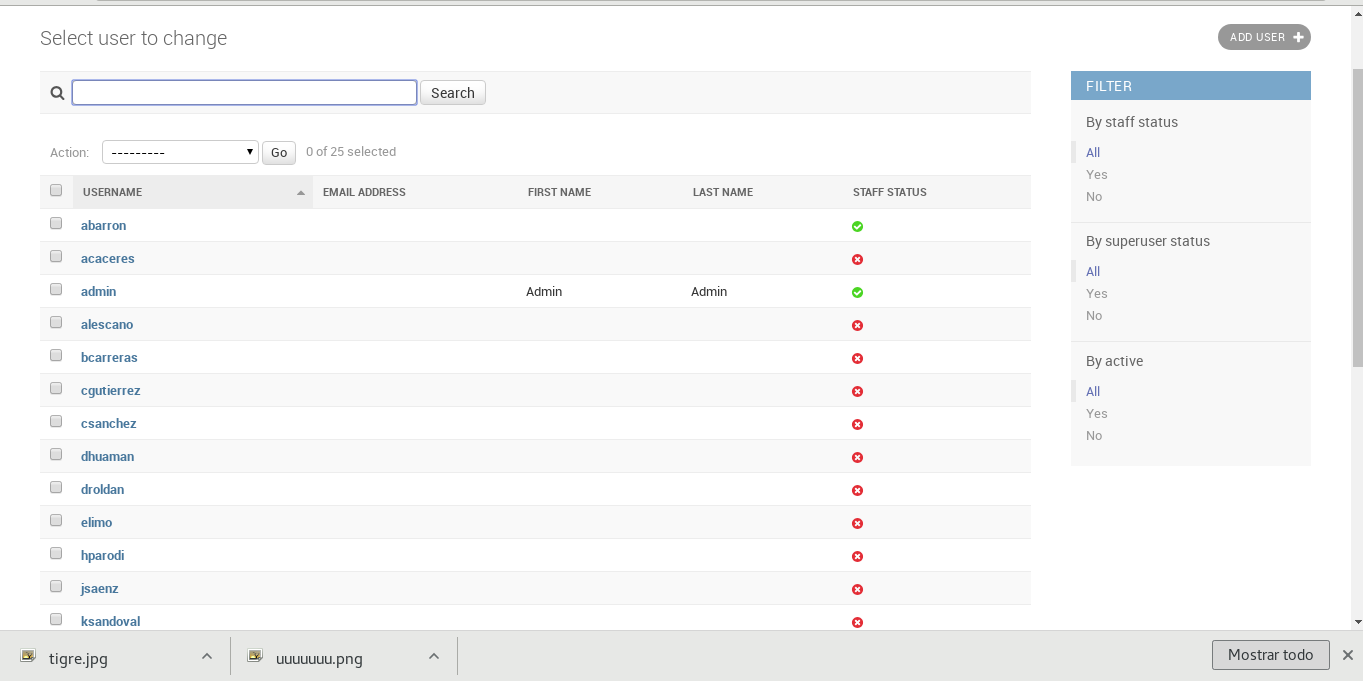 Select user to change
ADD USER +
Search
FILTER
By staff status
All
Yes
No
By superuser status
All
Yes
No
By active
All
Yes
No
Action: --------- Go 0 of 25 selected
USERNAME EMAIL ADDRESS FIRST NAME LAST NAME STAFF STATUS
abarron
acaceres
admin Admin Admin
alescano
bcarreras
cgutierrez
csanchez
dhuaman
droldan
elimo
hparodi
jsaenz
ksandoval
tigre.jpg
uuuuuuu.png
Mostrar todo